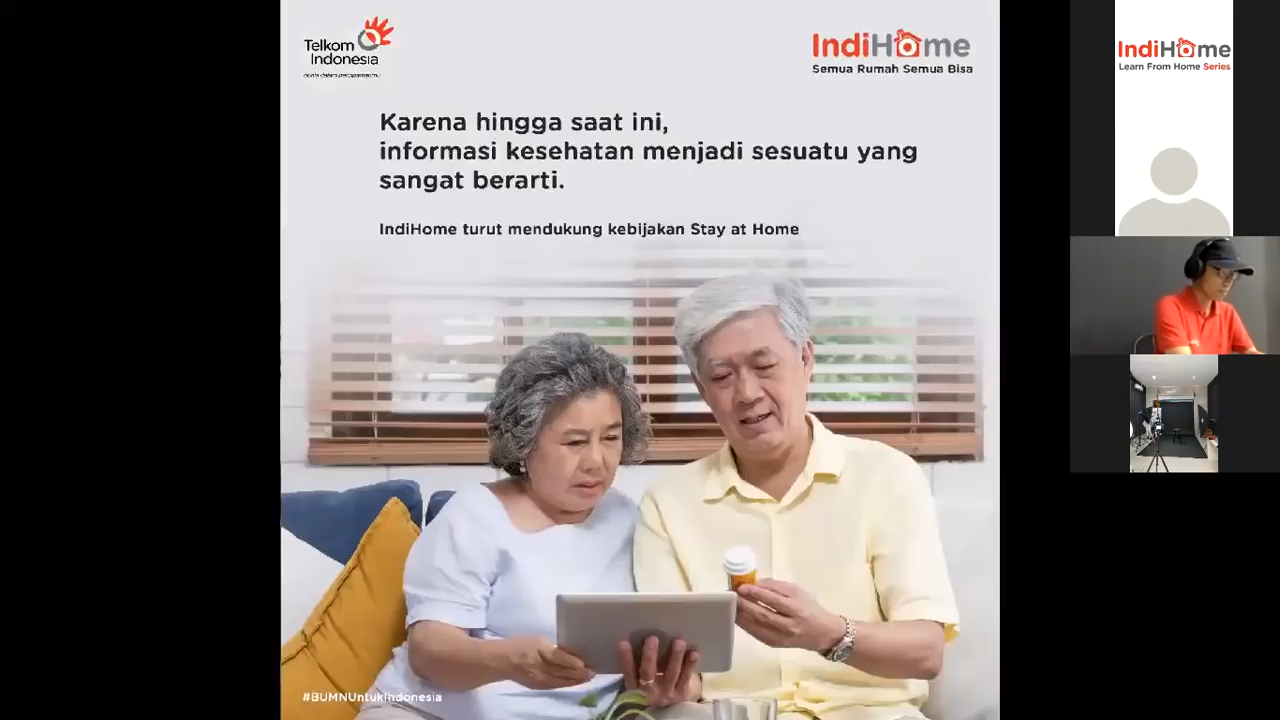 Telkom
Indonesia
IndiHome
Semua Rumah Semua Bisa
Karena hingga saat ini,
informasi kesehatan menjadi sesuatu yang
sangat berarti.
IndiHome turut mendukung kebijakan Stay at Home
#BUMNUntukIndonesia
IndiHome
Learn From Home Series